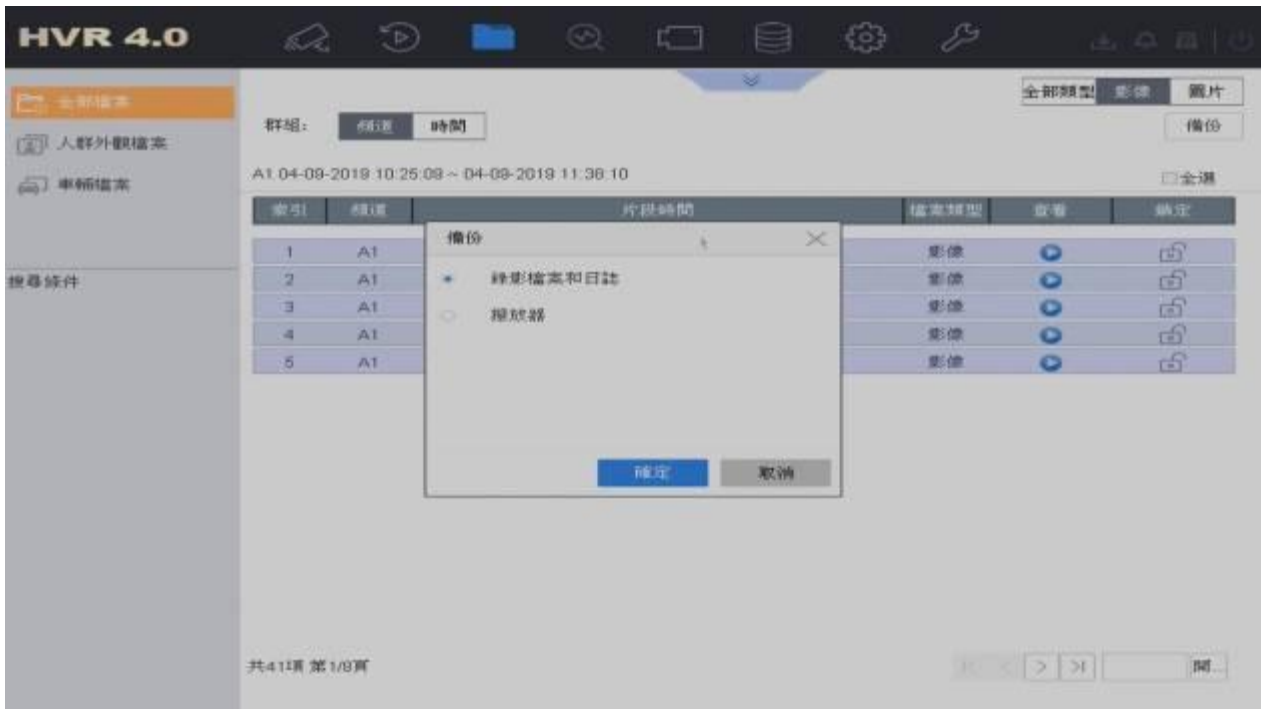 HVR 4.0
全部檔案
人群外觀檔案
車輛檔案
搜尋條件
全部類型 影像 圖片
群組: 頻道 時間
備份
A1 04-09-2019 10:25:09 ~ 04-09-2019 11:38:10
全選
索引 頻道 片段時間 檔案類型 查看 鎖定
備份
錄影檔案和日誌
播放器
確定 取消
1 A1 影像
2 A1 影像
3 A1 影像
4 A1 影像
5 A1 影像
共41項 第1/9頁
開...